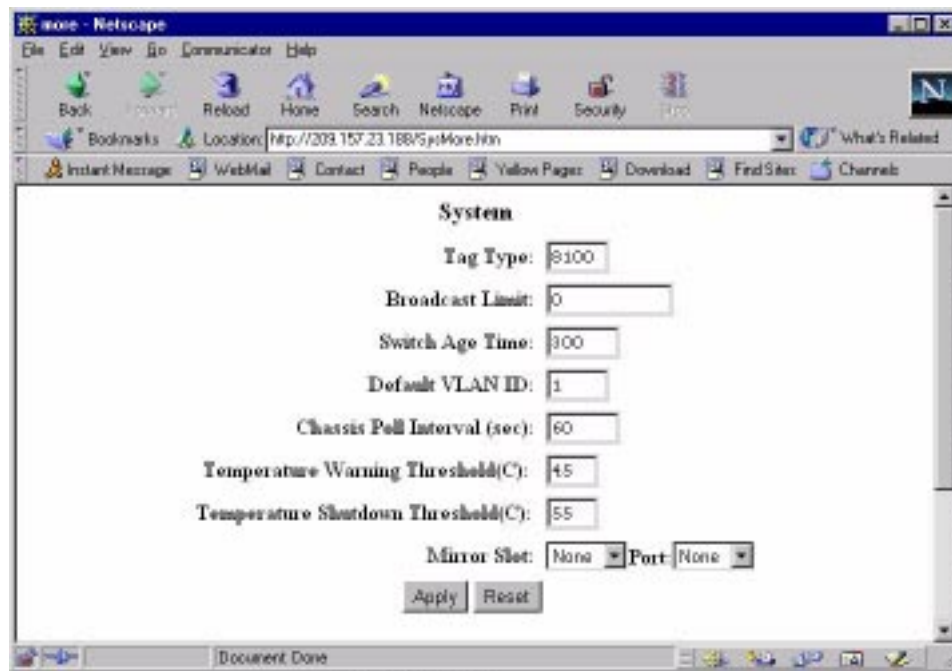 more - Netscape
File Edit View Go Communicator Help
Back Reload Home Search Netscape Print Security
Bookmarks Location: http://209.157.23.188/SysMore.htm What's Related
Instant Message WebMail Contact People Yellow Pages Download Find Sites Channels
System
Tag Type: 8100
Broadcast Limit: 0
Switch Age Time: 300
Default VLAN ID: 1
Chassis Poll Interval (sec): 60
Temperature Warning Threshold(C): 45
Temperature Shutdown Threshold(C): 55
Mirror Slot: None Port: None
Apply Reset
Document Done